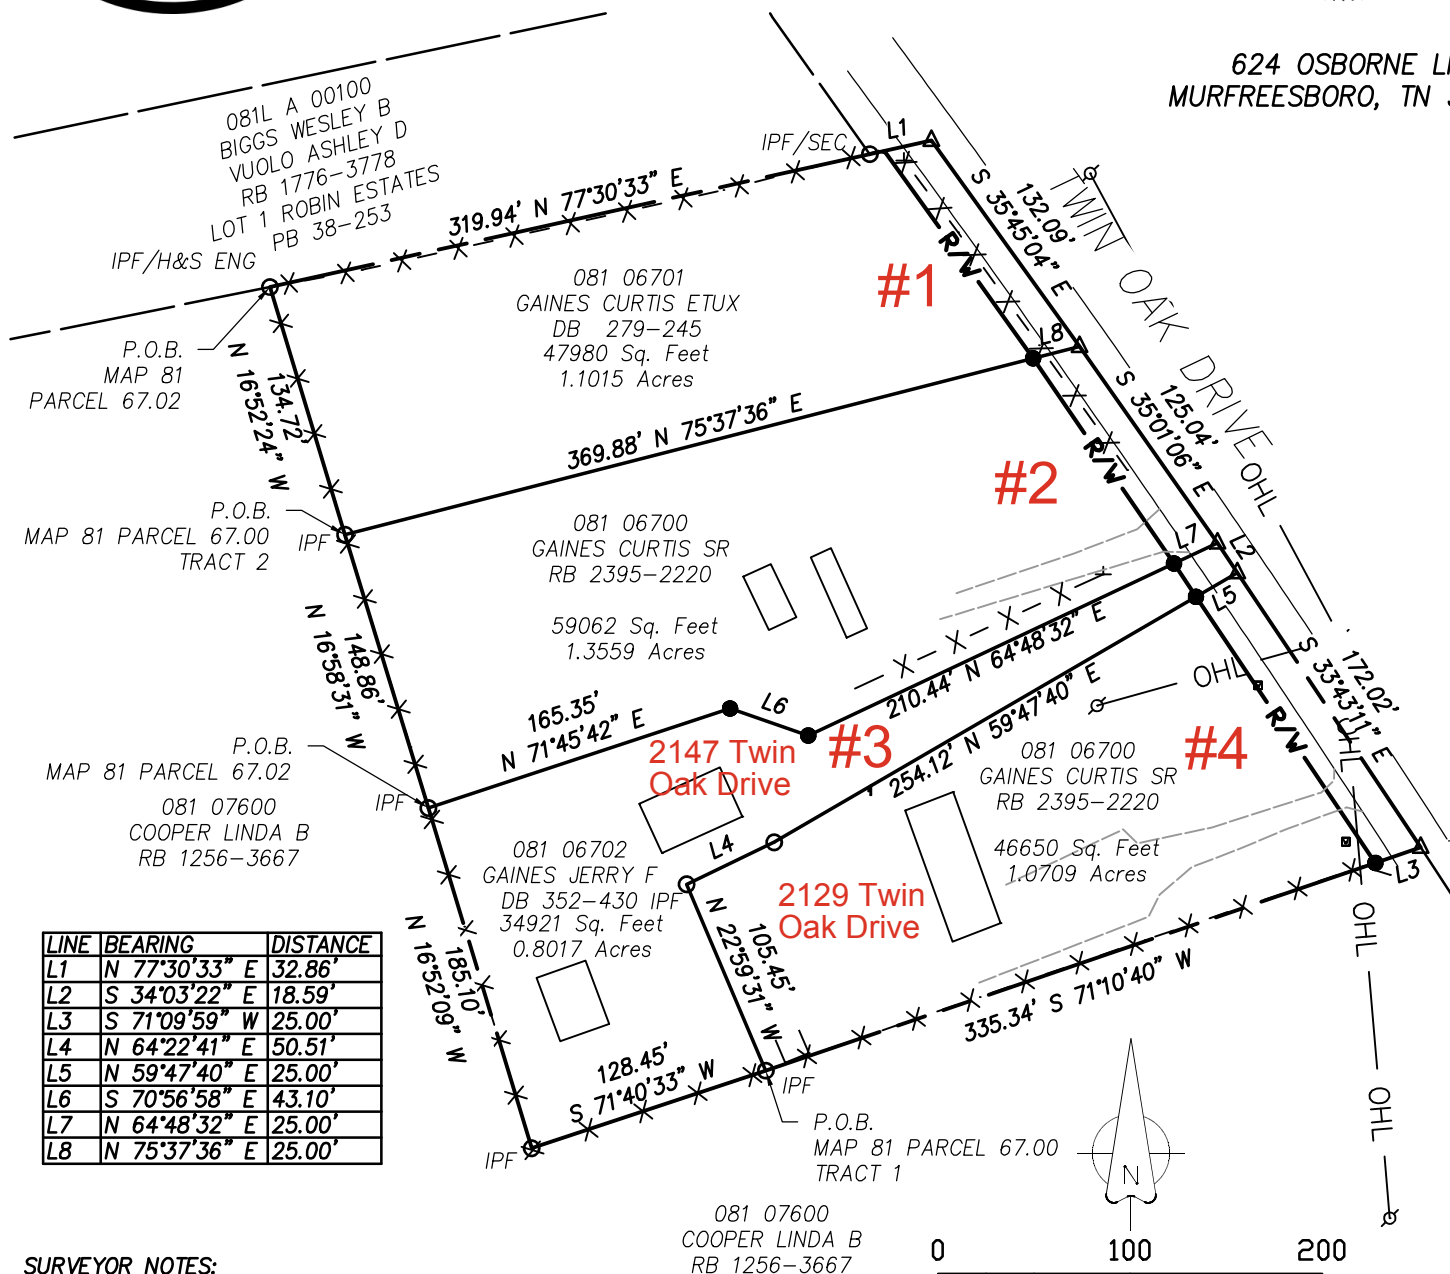 624 OSBORNE
MURFREESBORO, TN
081L A 00100
BIGGS WESLEY B
VUOLO ASHLEY D
RB 1776-3778
LOT 1 ROBIN ESTATES
PB 38-253
IPF/SEC
L1
IPF/H&S ENG
319.94' N 77°30'33" E
S 35°45'04" E
132.09'
TWIN OAK DRIVE
R/W
#1
081 06701
GAINES CURTIS ETUX
DB 279-245
47980 Sq. Feet
1.1015 Acres
P.O.B.
MAP 81
PARCEL 67.02
N 16°52'24" W
134.72'
L8
369.88' N 75°37'36" E
S 35°01'06" E
125.04'
R/W
OHL
#2
P.O.B.
MAP 81 PARCEL 67.00
TRACT 2
IPF
081 06700
GAINES CURTIS SR
RB 2395-2220
59062 Sq. Feet
1.3559 Acres
L7
L2
L5
N 16°58'31" W
148.86'
210.44' N 64°48'32" E
OHL
S 33°43'11" E
172.02'
165.35'
N 71°45'42" E
L6
#3
2147 Twin
Oak Drive
254.12' N 59°47'40" E
R/W
OHL
#4
081 06700
GAINES CURTIS SR
RB 2395-2220
46650 Sq. Feet
1.0709 Acres
P.O.B.
MAP 81 PARCEL 67.02
IPF
081 07600
COOPER LINDA B
RB 1256-3667
081 06702
GAINES JERRY F
DB 352-430 IPF
34921 Sq. Feet
0.8017 Acres
L4
2129 Twin
Oak Drive
L3
N 22°59'31" W
105.45'
335.34' S 71°10'40" W
OHL
N 16°52'09" W
185.10'
LINE BEARING DISTANCE
L1 N 77°30'33" E 32.86'
L2 S 34°03'22" E 18.59'
L3 S 71°09'59" W 25.00'
L4 N 64°22'41" E 50.51'
L5 N 59°47'40" E 25.00'
L6 S 70°56'58" E 43.10'
L7 N 64°48'32" E 25.00'
L8 N 75°37'36" E 25.00'
128.45'
S 71°40'33" W
IPF
IPF
P.O.B.
MAP 81 PARCEL 67.00
TRACT 1
N
OHL
081 07600
COOPER LINDA B
RB 1256-3667
0 100 200
SURVEYOR NOTES: